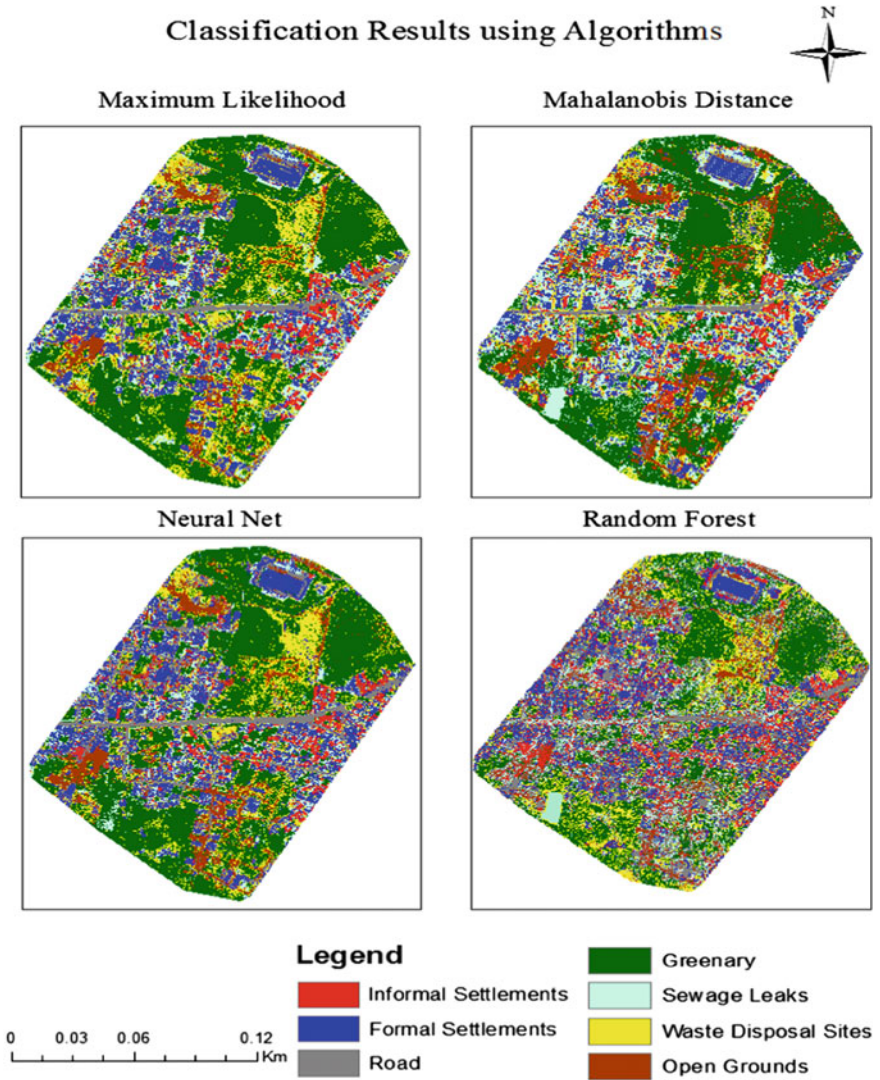 Classification Results using Algorithms
N
Maximum Likelihood
Mahalanobis Distance
Neural Net
Random Forest
Legend
Informal Settlements
Formal Settlements
Road
Greenary
Sewage Leaks
Waste Disposal Sites
Open Grounds
0 0.03 0.06 0.12
Km